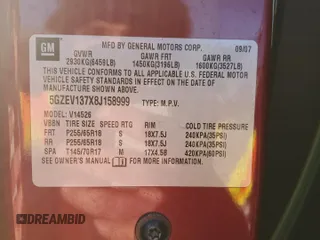 GM
MFD BY GENERAL MOTORS CORP. 09/07
GVWR GAWR FRT GAWR RR
2930KG(6459LB) 1450KG(3196LB) 1600KG(3527LB)
THIS VEHICLE CONFORMS TO ALL APPLICABLE U.S. FEDERAL MOTOR
VEHICLE SAFETY AND THEFT PREVENTION STANDARDS IN
EFFECT ON THE DATE OF MANUFACTURE SHOWN ABOVE.
5GZEV137X8J158999 TYPE: M.P.V.
MODEL: V14526
VSBN TIRE SIZE SPEED RTG RIM COLD TIRE PRESSURE
FRT P255/65R18 S 18X7.5J 240KPA(35PSI)
RR P255/65R18 S 18X7.5J 240KPA(35PSI)
SPA T145/70R17 M 17X4.5B 420KPA(60PSI)
SEE OWNER'S MANUAL FOR MORE INFORMATION.
DREAMBID